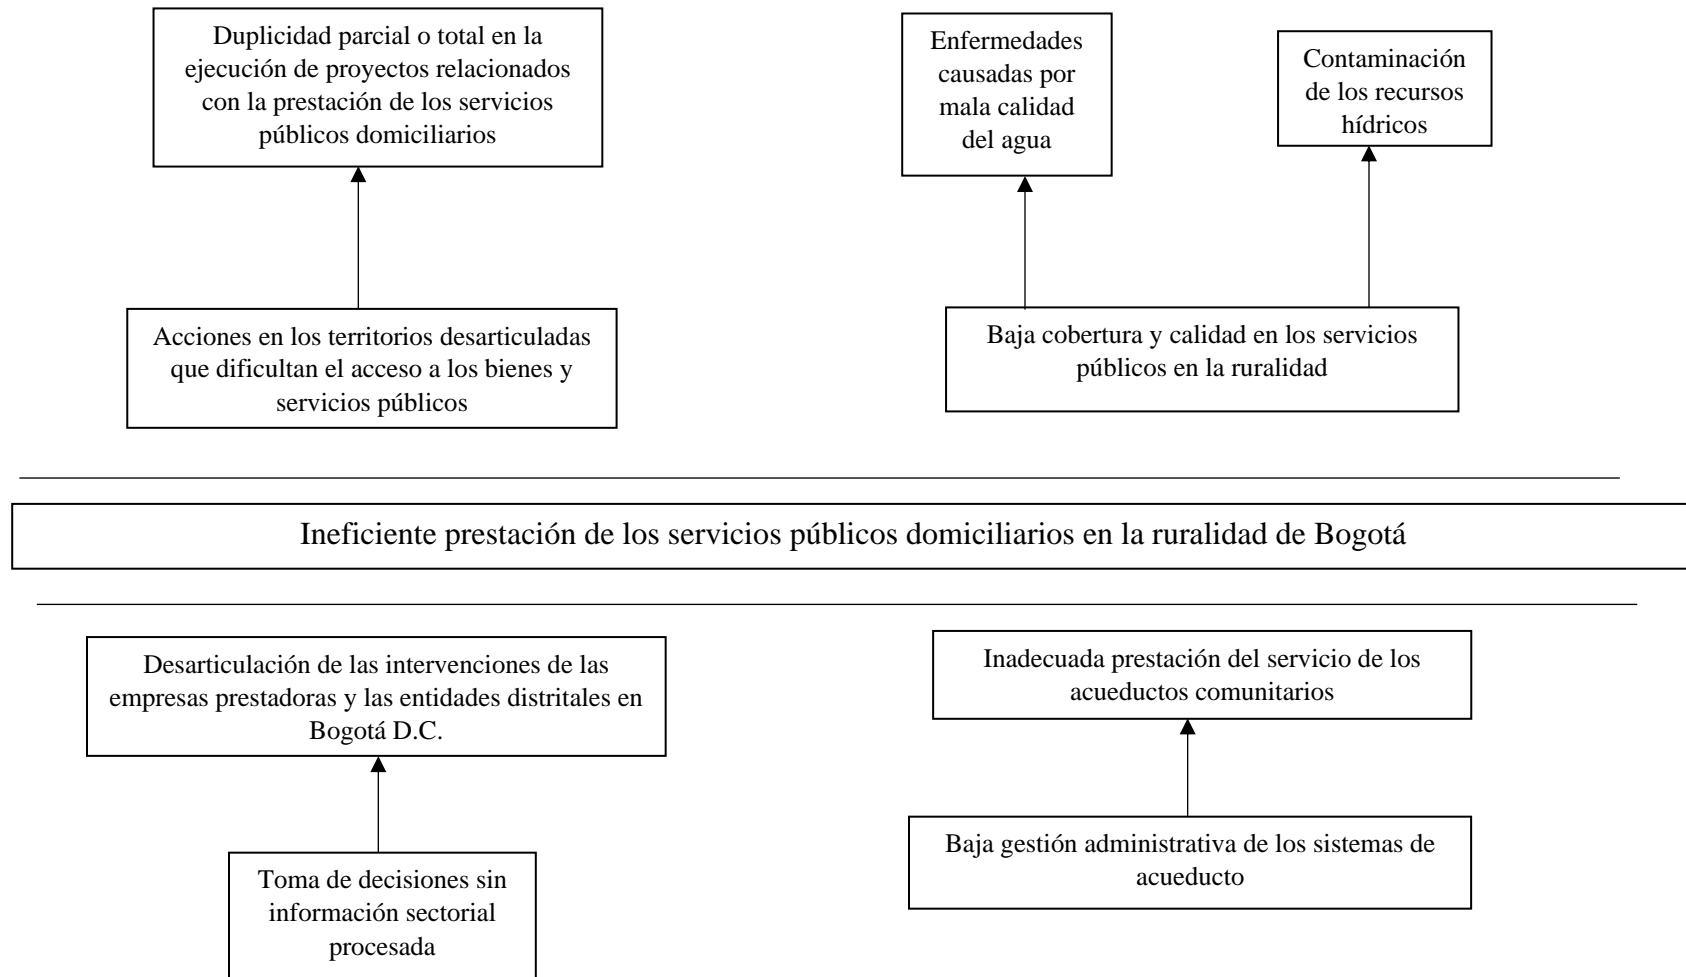 Duplicidad parcial o total en la
ejecución de proyectos relacionados
con la prestación de los servicios
públicos domiciliarios
Enfermedades
causadas por
mala calidad
del agua
Contaminación
de los recursos
hídricos
Acciones en los territorios desarticuladas
que dificultan el acceso a los bienes y
servicios públicos
Baja cobertura y calidad en los servicios
públicos en la ruralidad
Ineficiente prestación de los servicios públicos domiciliarios en la ruralidad de Bogotá
Desarticulación de las intervenciones de las
empresas prestadoras y las entidades distritales en
Bogotá D.C.
Inadecuada prestación del servicio de los
acueductos comunitarios
Toma de decisiones sin
información sectorial
procesada
Baja gestión administrativa de los sistemas de
acueducto